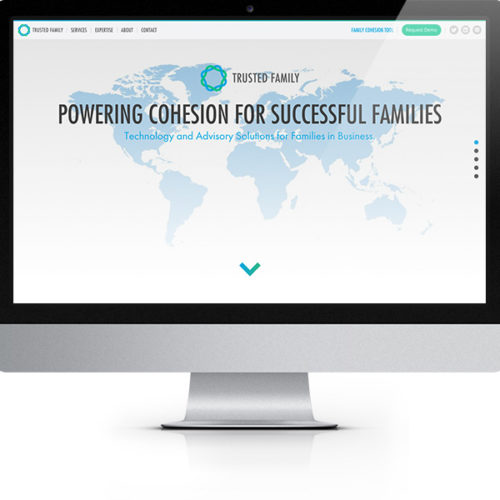 TRUSTED FAMILY SERVICES EXPERTISE ABOUT CONTACT FAMILY COHESION TOOL Request Demo
TRUSTED FAMILY
POWERING COHESION FOR SUCCESSFUL FAMILIES
Technology and Advisory Solutions for Families in Business.